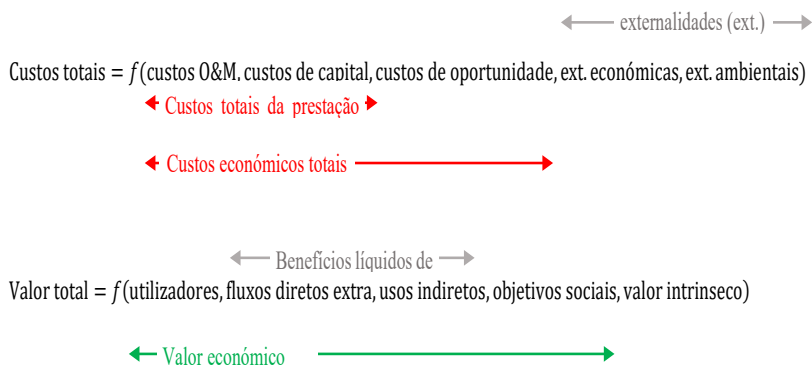 externalidades (ext.)
Custos totais = f(custos O&M, custos de capital, custos de oportunidade, ext. económicas, ext. ambientais)
Custos totais da prestação
Custos económicos totais
Benefícios líquidos de
Valor total = f(utilizadores, fluxos diretos extra, usos indiretos, objetivos sociais, valor intrinseco)
Valor económico